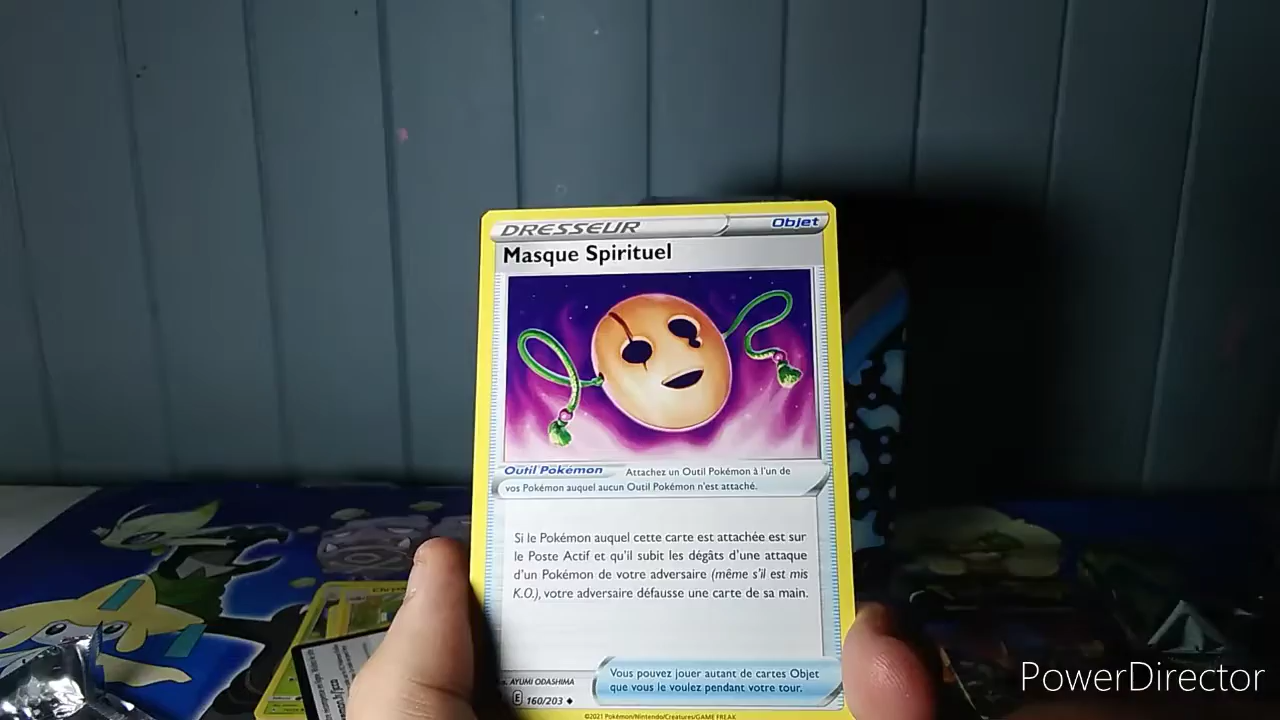 DRESSEUR
Objet
Masque Spirituel
Outil Pokémon Attachez un Outil Pokémon à l'un de
vos Pokémon auquel aucun Outil Pokémon n'est attaché.
Si le Pokémon auquel cette carte est attachée est sur
le Poste Actif et qu'il subit les dégâts d'une attaque
d'un Pokémon de votre adversaire (même s'il est mis
K.O.), votre adversaire défausse une carte de sa main.
Vous pouvez jouer autant de cartes Objet
que vous le voulez pendant votre tour.
AYUMI ODASHIMA
E 160/203
©2021 Pokémon/Nintendo/Creatures/GAME FREAK
PowerDirector